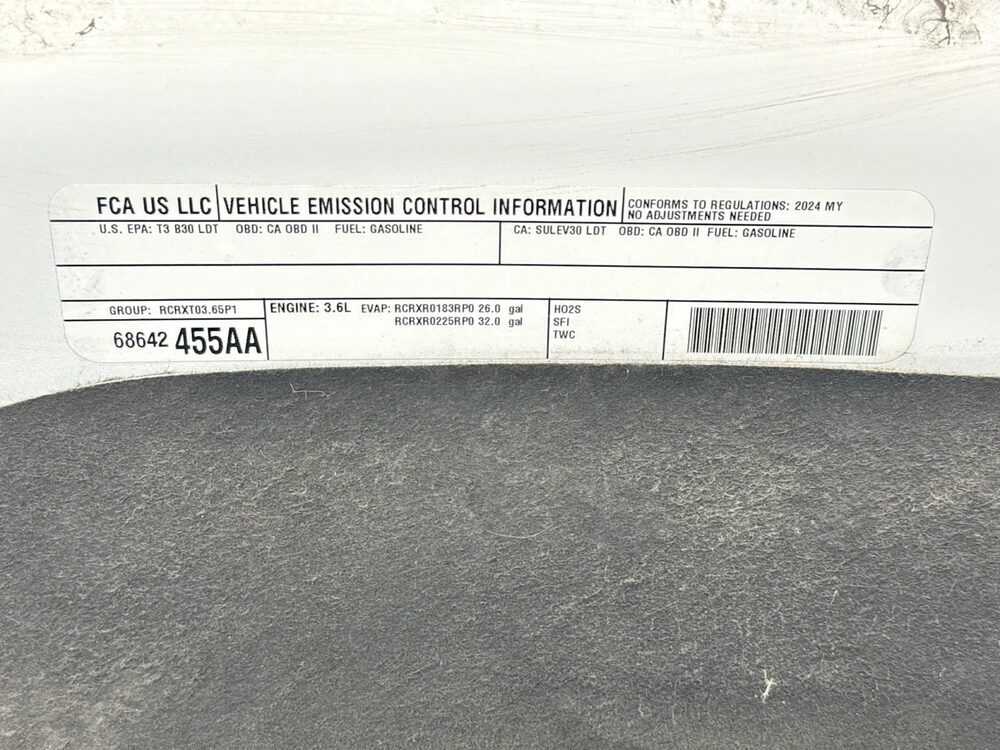 FCA US LLC VEHICLE EMISSION CONTROL INFORMATION CONFORMS TO REGULATIONS: 2024 MY
NO ADJUSTMENTS NEEDED
U.S. EPA: T3 B30 LDT OBD: CA OBD II FUEL: GASOLINE
CA: SULEV30 LDT OBD: CA OBD II FUEL: GASOLINE
GROUP: RCRXT03.65P1
68642 455AA
ENGINE: 3.6L EVAP: RCRXR0183RP0 26.0 gal
RCRXR0225RP0 32.0 gal
HO2S
SFI
TWC